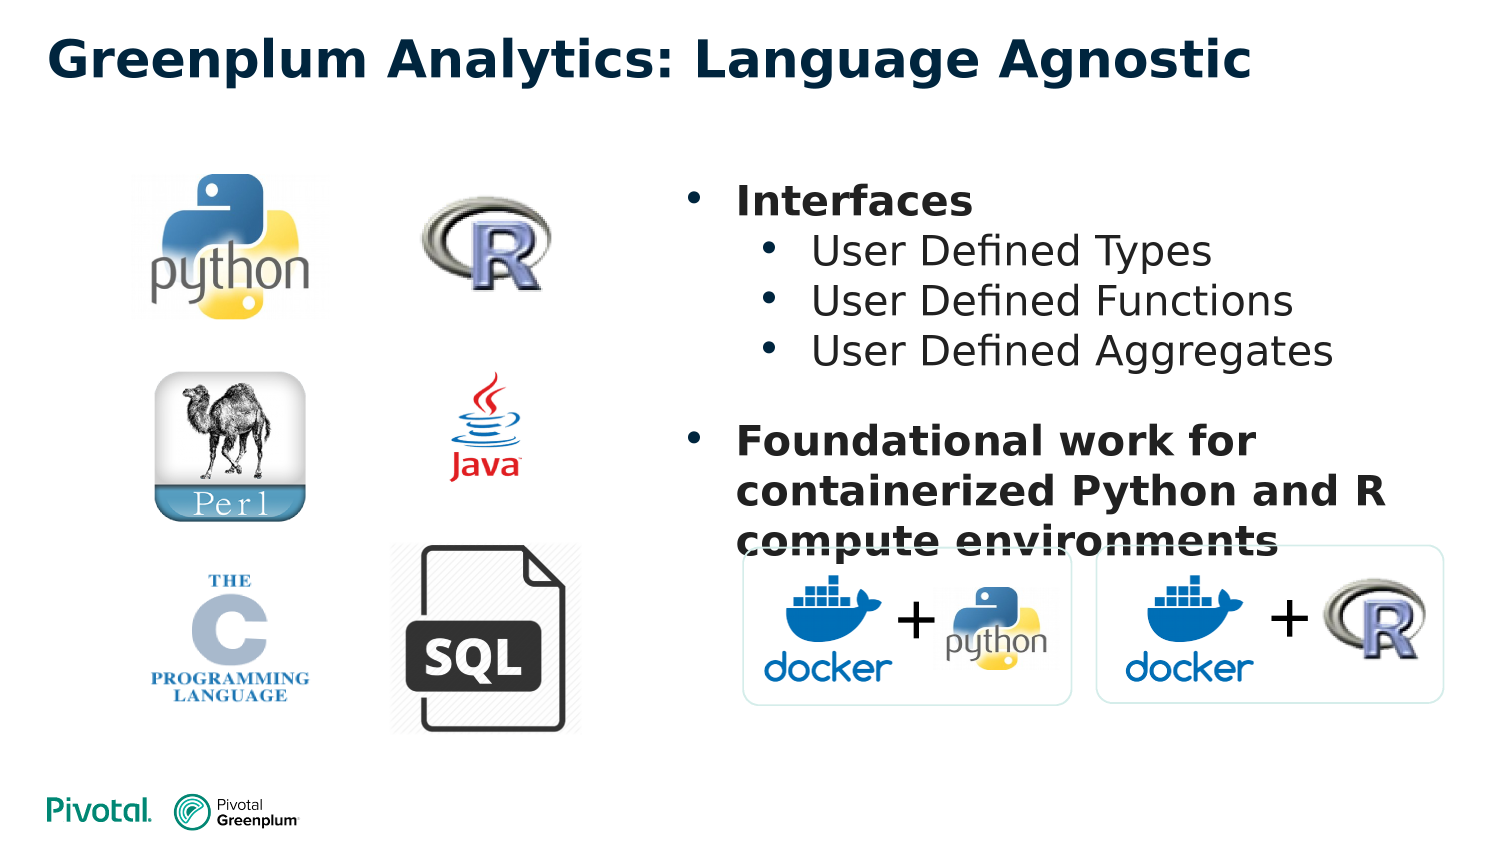 Greenplum Analytics: Language Agnostic
python
R
Perl
Java
THE
C
PROGRAMMING
LANGUAGE
SQL
• Interfaces
• User Defined Types
• User Defined Functions
• User Defined Aggregates
• Foundational work for
containerized Python and R
compute environments
docker + python
docker + R
Pivotal
Pivotal
Greenplum